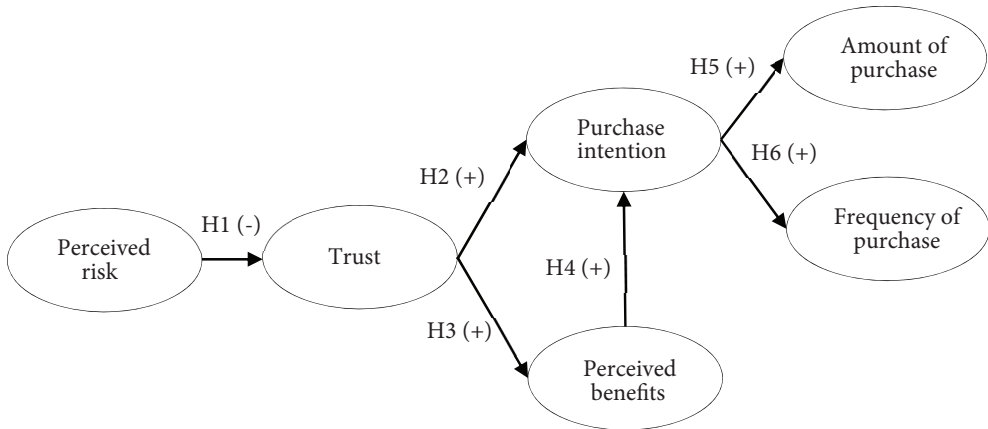 Perceived
risk
H1 (-)
Trust
H2 (+)
H3 (+)
Purchase
intention
H4 (+)
Perceived
benefits
H5 (+)
H6 (+)
Amount of
purchase
Frequency of
purchase